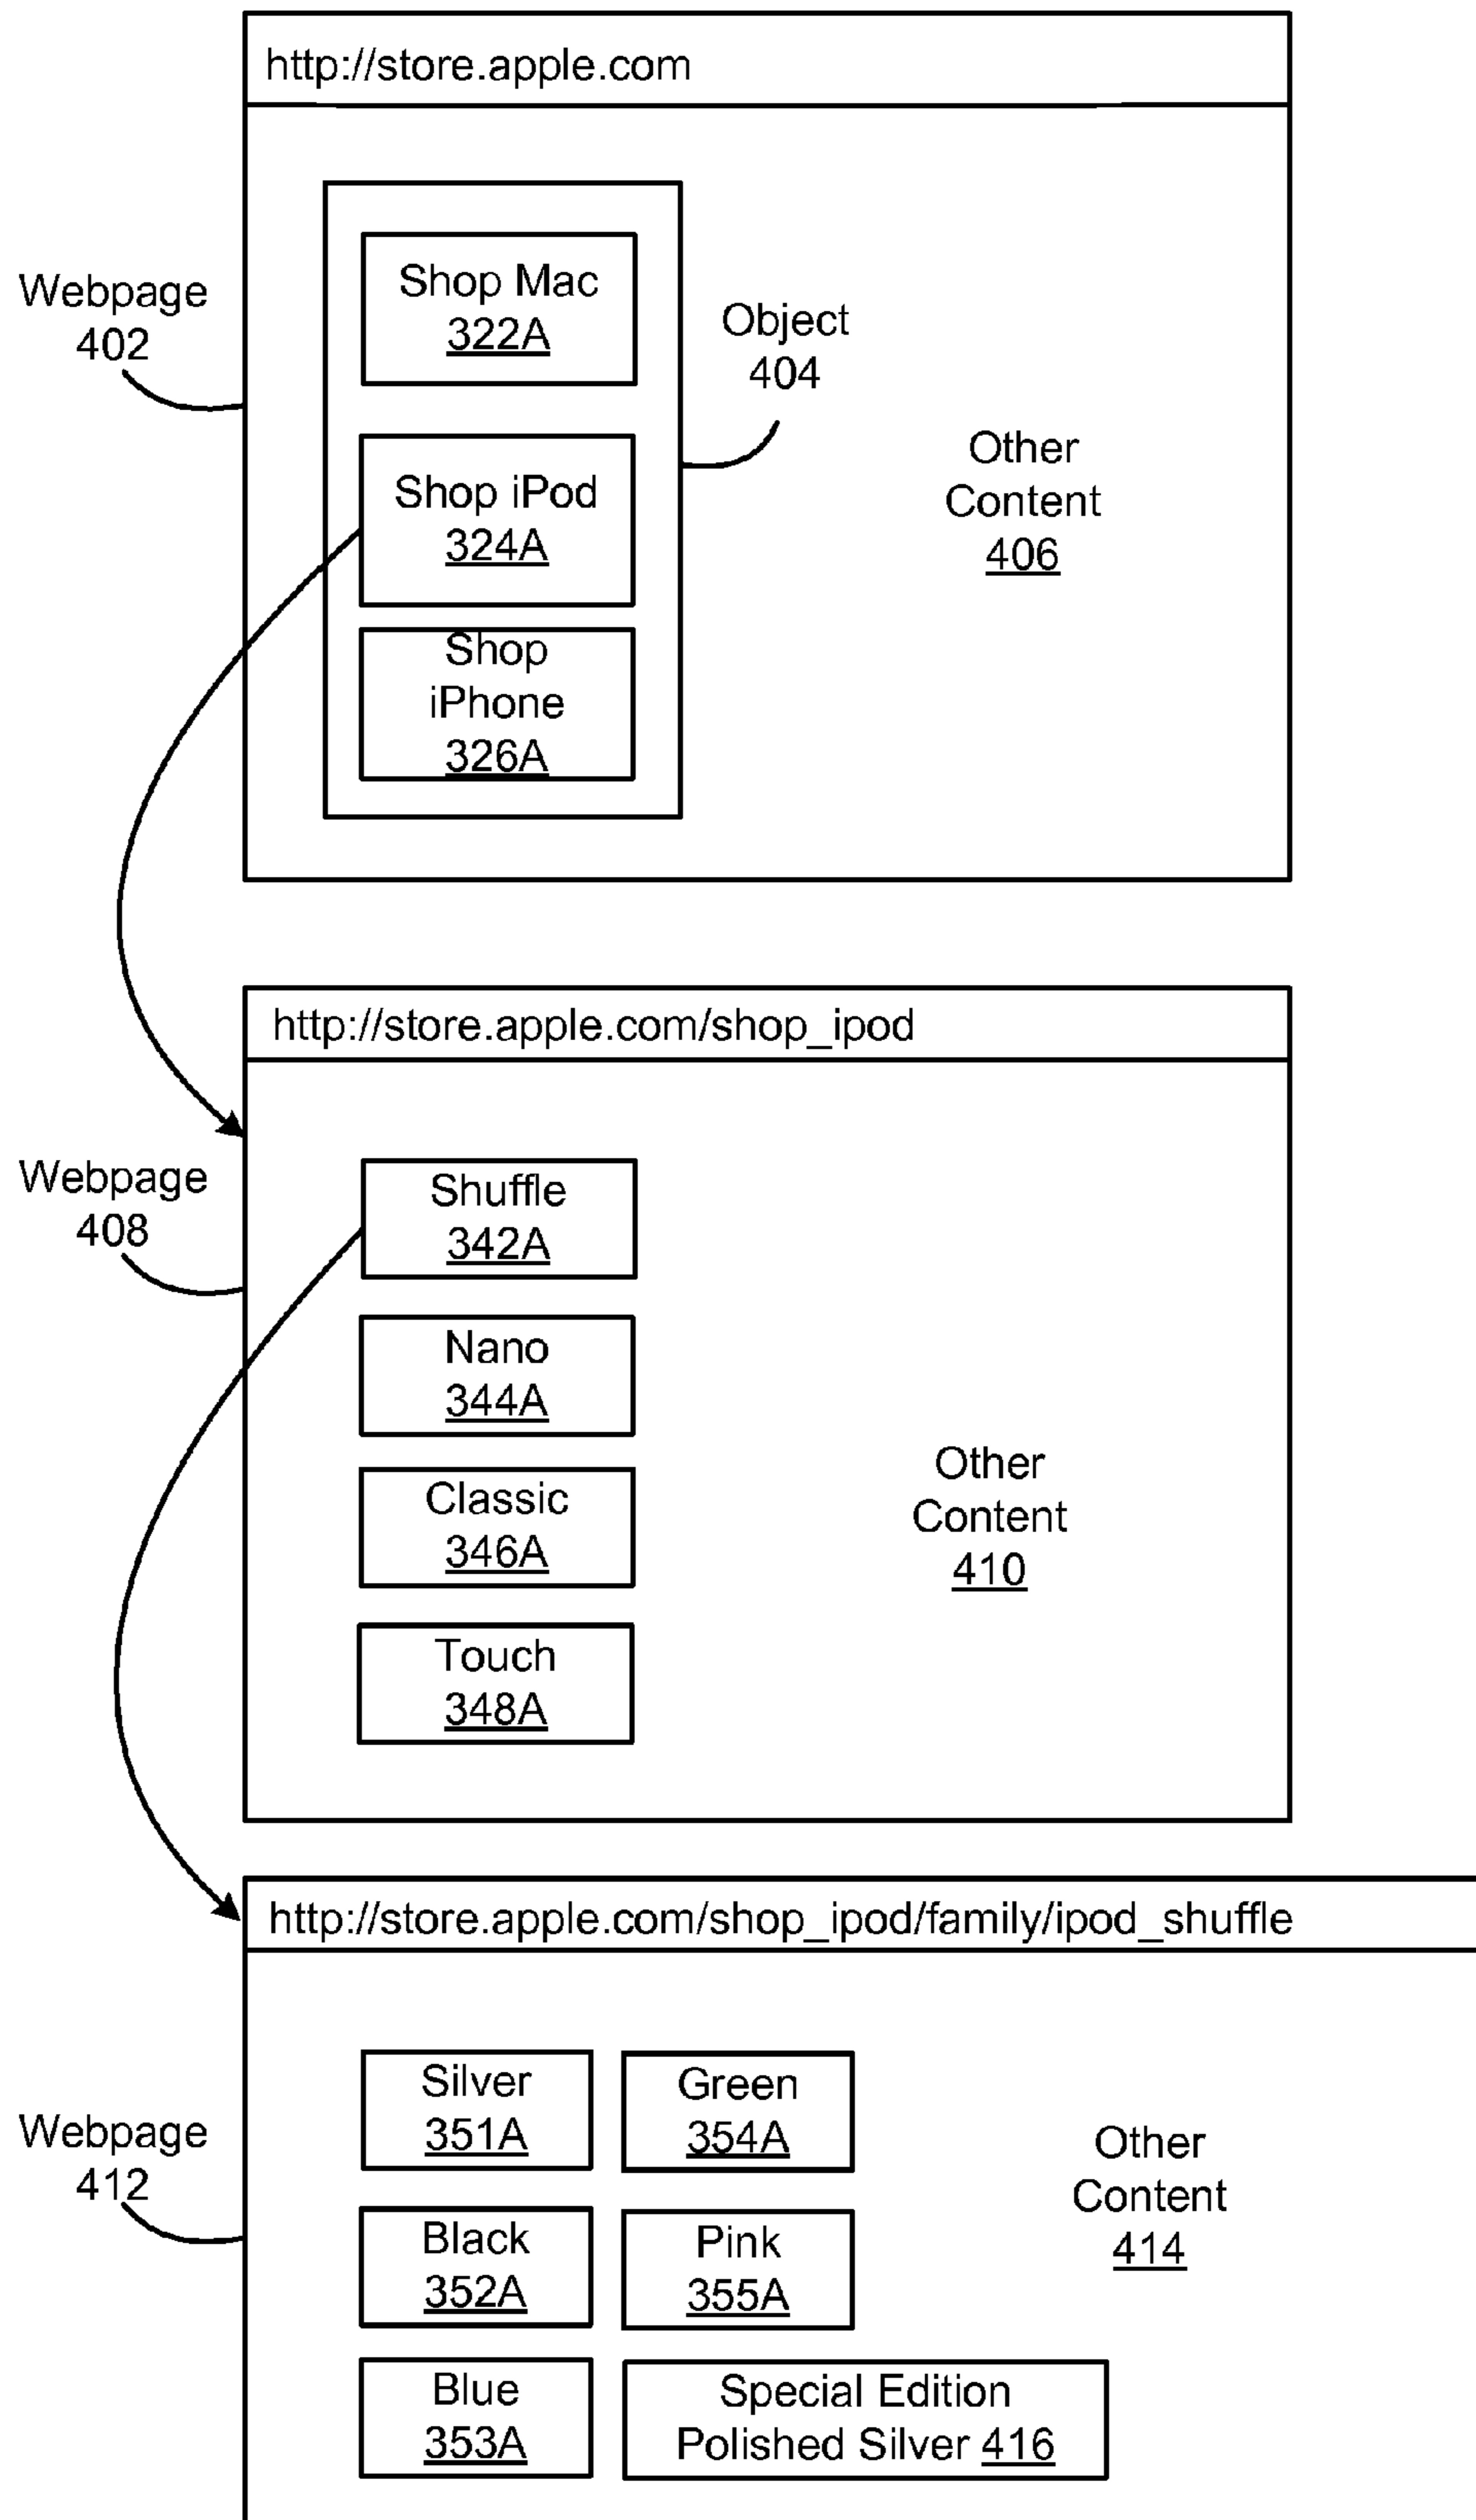 http://store.apple.com
Webpage
402
Shop Mac
322A
Object
404
Shop iPod
324A
Other
Content
406
Shop
iPhone
326A
http://store.apple.com/shop_ipod
Webpage
408
Shuffle
342A
Nano
344A
Classic
346A
Touch
348A
Other
Content
410
http://store.apple.com/shop_ipod/family/ipod_shuffle
Webpage
412
Silver
351A
Green
354A
Black
352A
Pink
355A
Blue
353A
Special Edition
Polished Silver 416
Other
Content
414